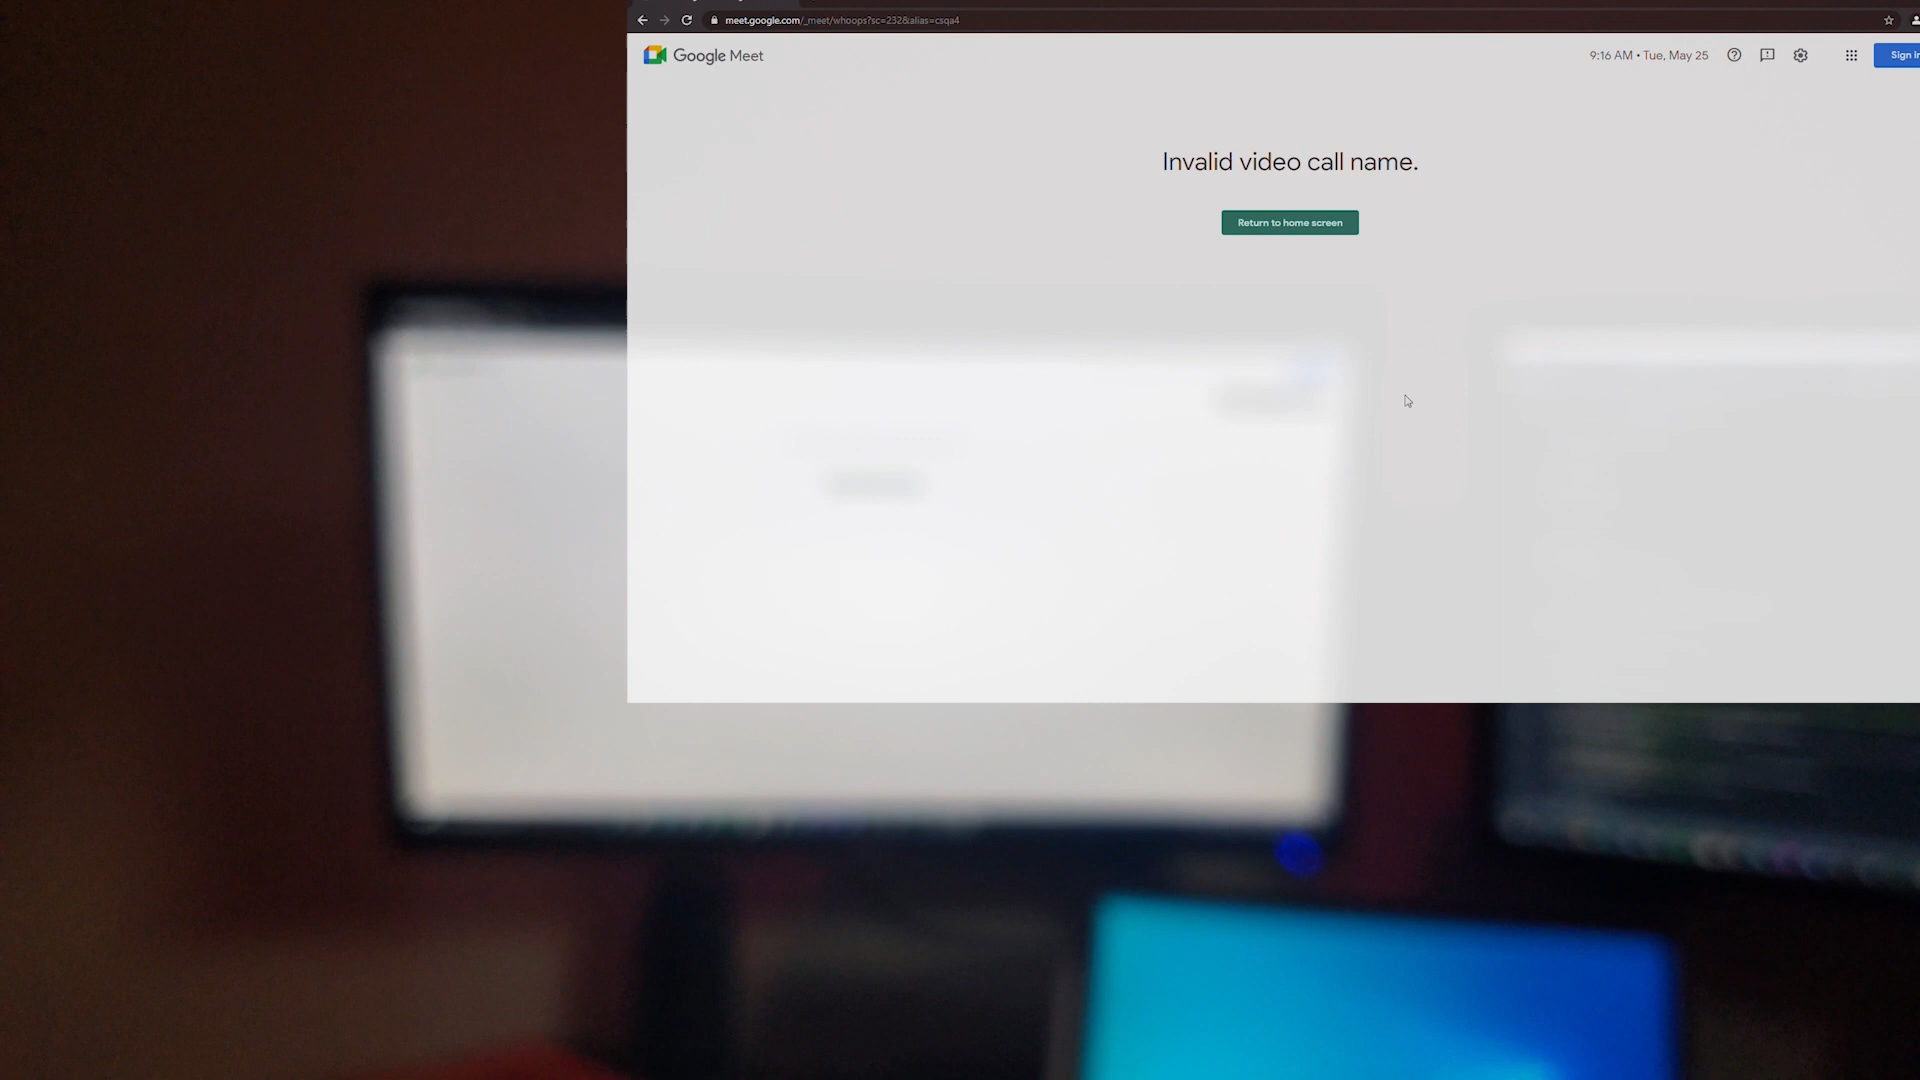 meet.google.com/_meet/whoops?sc=232&alias=csqa4
Google Meet
9:16 AM • Tue, May 25
Sign in
Invalid video call name.
Return to home screen